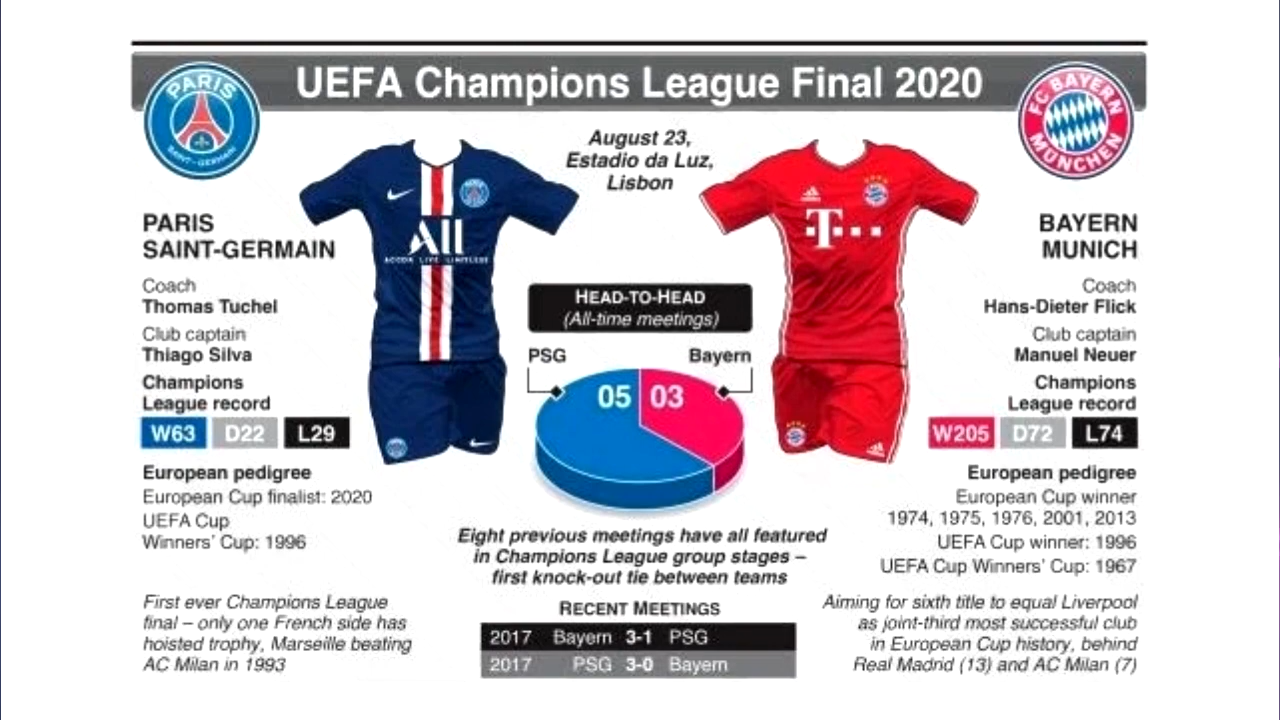 UEFA Champions League Final 2020
PARIS
SAINT-GERMAIN
FC BAYERN
MÜNCHEN
August 23,
Estadio da Luz,
Lisbon
PARIS
SAINT-GERMAIN
Coach
Thomas Tuchel
Club captain
Thiago Silva
Champions
League record
W63 D22 L29
European pedigree
European Cup finalist: 2020
UEFA Cup
Winners' Cup: 1996
First ever Champions League
final – only one French side has
hoisted trophy, Marseille beating
AC Milan in 1993
All
ACCOR LIVE LIMITLESS
T
HEAD-TO-HEAD
(All-time meetings)
PSG Bayern
05 03
Eight previous meetings have all featured
in Champions League group stages –
first knock-out tie between teams
RECENT MEETINGS
2017 Bayern 3-1 PSG
2017 PSG 3-0 Bayern
BAYERN
MUNICH
Coach
Hans-Dieter Flick
Club captain
Manuel Neuer
Champions
League record
W205 D72 L74
European pedigree
European Cup winner
1974, 1975, 1976, 2001, 2013
UEFA Cup winner: 1996
UEFA Cup Winners' Cup: 1967
Aiming for sixth title to equal Liverpool
as joint-third most successful club
in European Cup history, behind
Real Madrid (13) and AC Milan (7)